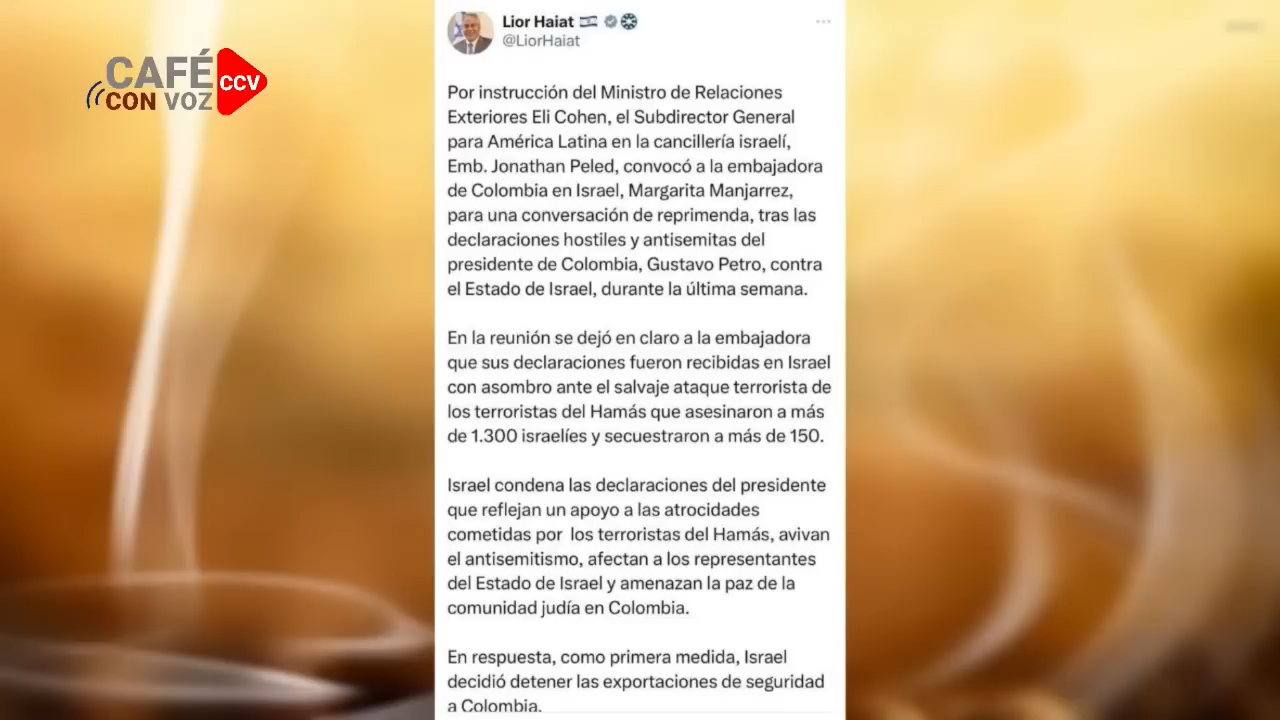 CAFÉ
CON VOZ
CCV
Lior Haiat
@LiorHaiat
Por instrucción del Ministro de Relaciones
Exteriores Eli Cohen, el Subdirector General
para América Latina en la cancillería israelí,
Emb. Jonathan Peled, convocó a la embajadora
de Colombia en Israel, Margarita Manjarrez,
para una conversación de reprimenda, tras las
declaraciones hostiles y antisemitas del
presidente de Colombia, Gustavo Petro, contra
el Estado de Israel, durante la última semana.
En la reunión se dejó en claro a la embajadora
que sus declaraciones fueron recibidas en Israel
con asombro ante el salvaje ataque terrorista de
los terroristas del Hamás que asesinaron a más
de 1.300 israelíes y secuestraron a más de 150.
Israel condena las declaraciones del presidente
que reflejan un apoyo a las atrocidades
cometidas por los terroristas del Hamás, avivan
el antisemitismo, afectan a los representantes
del Estado de Israel y amenazan la paz de la
comunidad judía en Colombia.
En respuesta, como primera medida, Israel
decidió detener las exportaciones de seguridad
a Colombia.